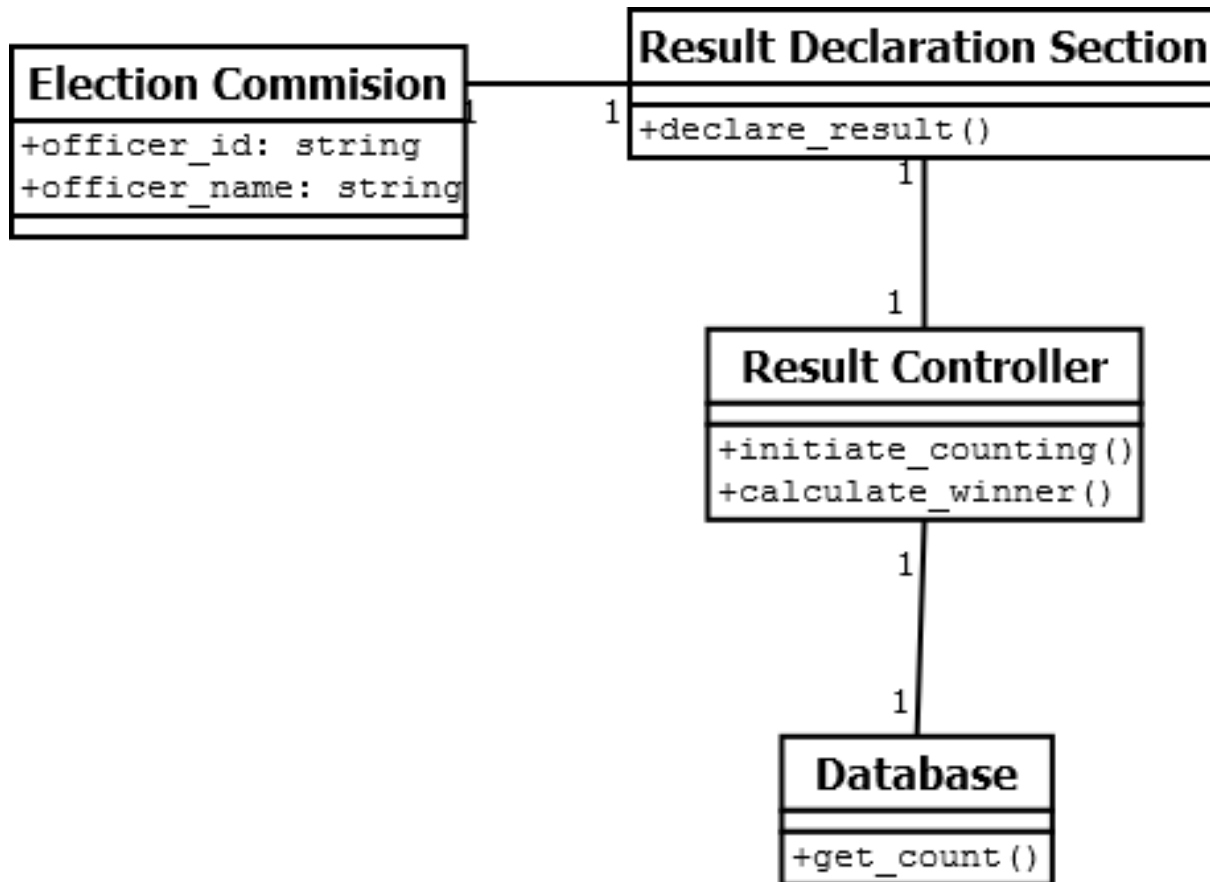 Election Commision
+officer_id: string
+officer_name: string
1
1
Result Declaration Section
+declare_result()
1
1
Result Controller
+initiate_counting()
+calculate_winner()
1
1
Database
+get_count()